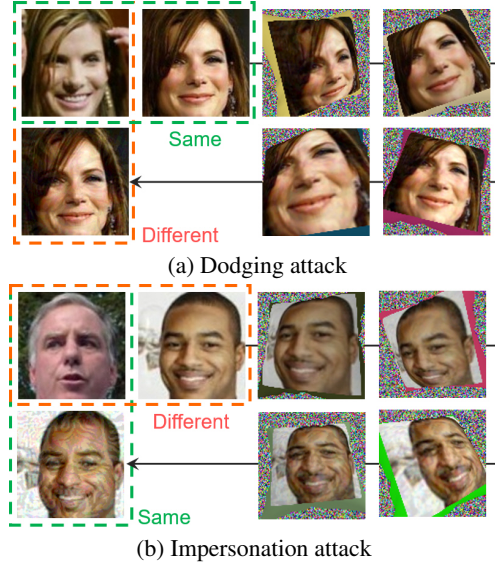 Same
Different
(a) Dodging attack
Different
Same
(b) Impersonation attack